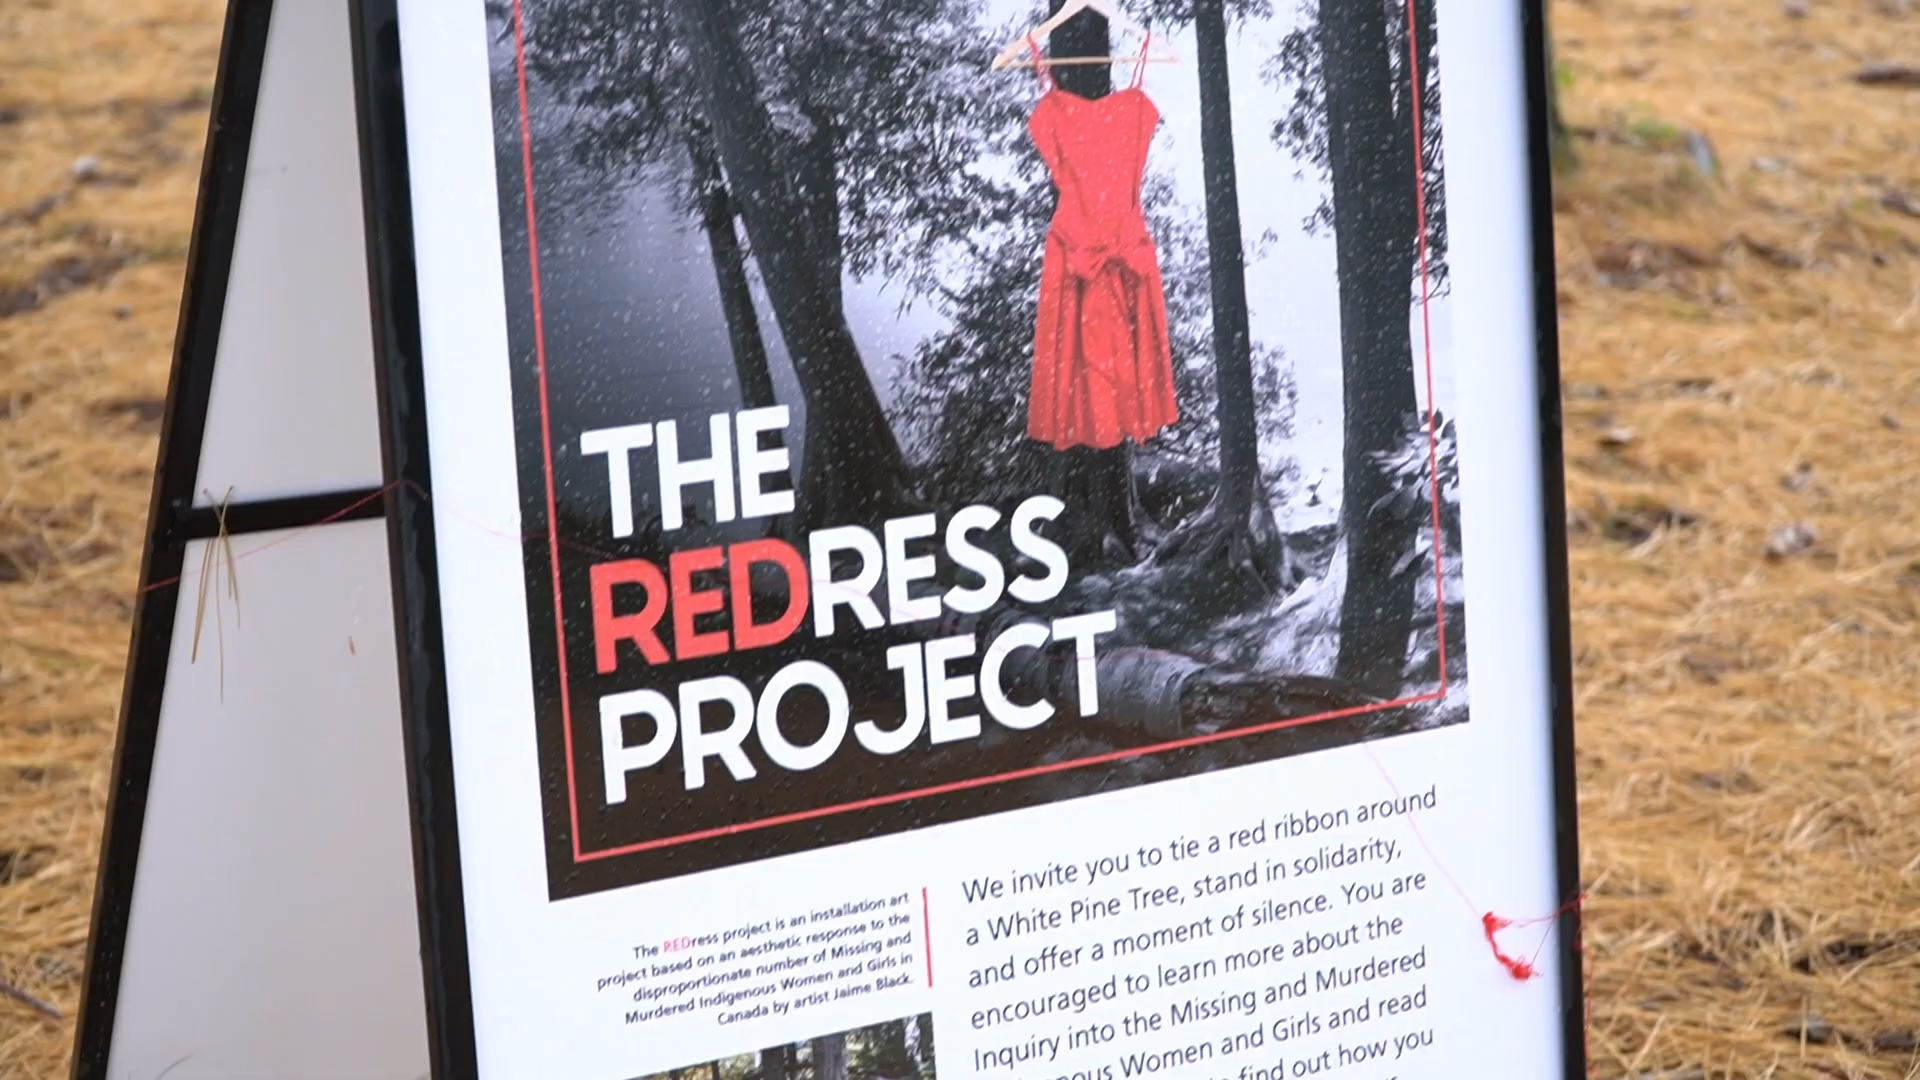 THE
REDRESS
PROJECT
The REDress project is an installation art
project based on an aesthetic response to the
disproportionate number of Missing and
Murdered Indigenous Women and Girls in
Canada by artist Jaime Black.
We invite you to tie a red ribbon around
a White Pine Tree, stand in solidarity,
and offer a moment of silence. You are
encouraged to learn more about the
Inquiry into the Missing and Murdered
Women and Girls and read
find out how you